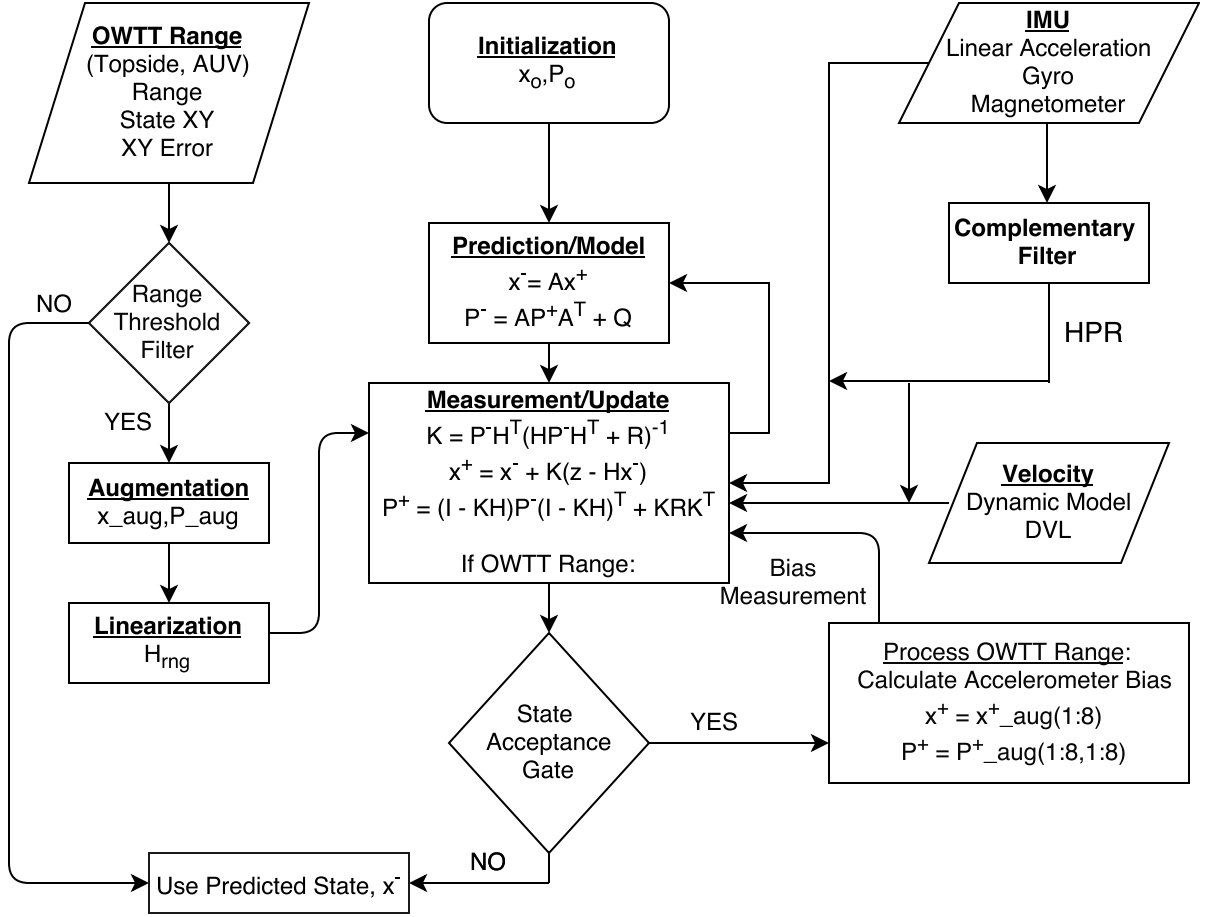 OWTT Range
(Topside, AUV)
Range
State XY
XY Error
Initialization
x₀,P₀
IMU
Linear Acceleration
Gyro
Magnetometer
Complementary
Filter
HPR
Prediction/Model
x⁻= Ax⁺
P⁻ = AP⁺Aᵀ + Q
NO
Range
Threshold
Filter
YES
Augmentation
x_aug,P_aug
Linearization
H_rng
Measurement/Update
K = P⁻Hᵀ(HP⁻Hᵀ + R)⁻¹
x⁺ = x⁻ + K(z - Hx⁻)
P⁺ = (I - KH)P⁻(I - KH)ᵀ + KRKᵀ
If OWTT Range:
Velocity
Dynamic Model
DVL
Bias
Measurement
Process OWTT Range:
Calculate Accelerometer Bias
x⁺ = x⁺_aug(1:8)
P⁺ = P⁺_aug(1:8,1:8)
State
Acceptance
Gate
YES
NO
Use Predicted State, x⁻